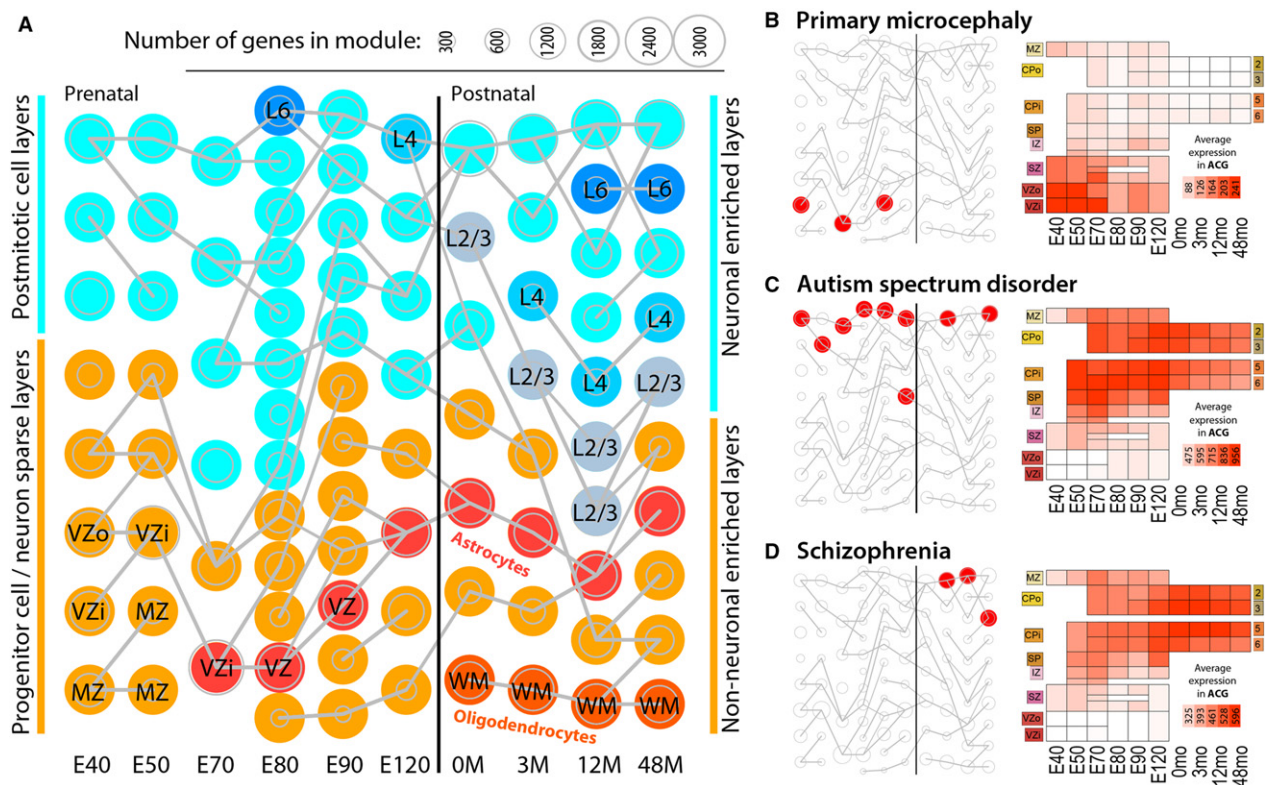 A
Number of genes in module:
300
600
1200
1800
2400
3000
Prenatal
Postnatal
Postmitotic cell layers
Progenitor cell / neuron sparse layers
Neuronal enriched layers
Non-neuronal enriched layers
L6
L4
L2/3
L6
L6
L4
L4
L2/3
L4
L2/3
L2/3
L2/3
VZo
VZi
VZi
MZ
VZ
MZ
MZ
VZi
VZ
Astrocytes
WM
WM
WM
WM
Oligodendrocytes
E40
E50
E70
E80
E90
E120
0M
3M
12M
48M
B Primary microcephaly
MZ
CPo
2
3
CPi
5
6
SP
IZ
SZ
VZo
VZi
Average
expression
in ACG
88
126
164
203
241
E40
E50
E70
E80
E90
E120
0mo
3mo
12mo
48mo
C Autism spectrum disorder
MZ
CPo
2
3
CPi
5
6
SP
IZ
SZ
VZo
VZi
Average
expression
in ACG
475
595
715
836
956
E40
E50
E70
E80
E90
E120
0mo
3mo
12mo
48mo
D Schizophrenia
MZ
CPo
2
3
CPi
5
6
SP
IZ
SZ
VZo
VZi
Average
expression
in ACG
325
393
461
528
596
E40
E50
E70
E80
E90
E120
0mo
3mo
12mo
48mo